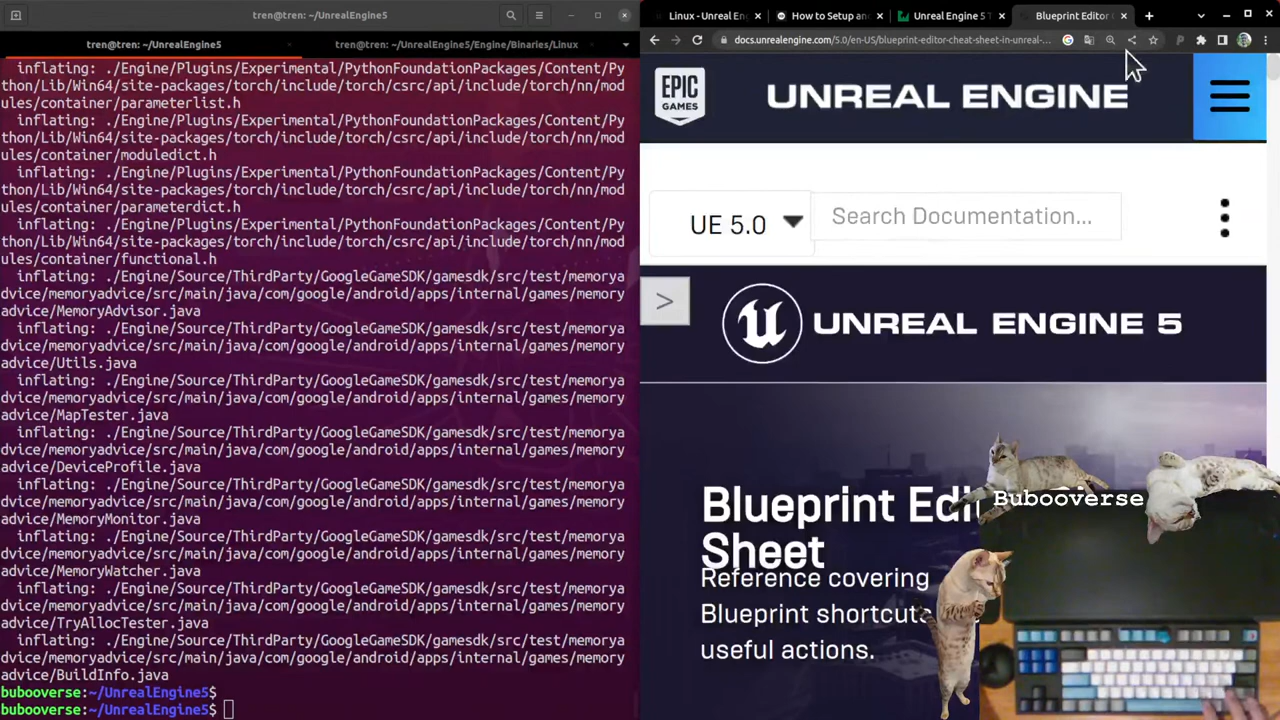 tren@tren: ~/UnrealEngine5
tren@tren: ~/UnrealEngine5
tren@tren: ~/UnrealEngine5/Engine/Binaries/Linux
inflating: ./Engine/Plugins/Experimental/PythonFoundationPackages/Content/Py
thon/Lib/Win64/site-packages/torch/include/torch/csrc/api/include/torch/nn/mod
ules/container/parameterlist.h
inflating: ./Engine/Plugins/Experimental/PythonFoundationPackages/Content/Py
thon/Lib/Win64/site-packages/torch/include/torch/csrc/api/include/torch/nn/mod
ules/container/moduledict.h
inflating: ./Engine/Plugins/Experimental/PythonFoundationPackages/Content/Py
thon/Lib/Win64/site-packages/torch/include/torch/csrc/api/include/torch/nn/mod
ules/container/parameterdict.h
inflating: ./Engine/Plugins/Experimental/PythonFoundationPackages/Content/Py
thon/Lib/Win64/site-packages/torch/include/torch/csrc/api/include/torch/nn/mod
ules/container/functional.h
inflating: ./Engine/Source/ThirdParty/GoogleGameSDK/gamesdk/src/test/memorya
dvice/memoryadvice/src/main/java/com/google/android/apps/internal/games/memory
advice/MemoryAdvisor.java
inflating: ./Engine/Source/ThirdParty/GoogleGameSDK/gamesdk/src/test/memorya
dvice/memoryadvice/src/main/java/com/google/android/apps/internal/games/memory
advice/Utils.java
inflating: ./Engine/Source/ThirdParty/GoogleGameSDK/gamesdk/src/test/memorya
dvice/memoryadvice/src/main/java/com/google/android/apps/internal/games/memory
advice/MapTester.java
inflating: ./Engine/Source/ThirdParty/GoogleGameSDK/gamesdk/src/test/memorya
dvice/memoryadvice/src/main/java/com/google/android/apps/internal/games/memory
advice/DeviceProfile.java
inflating: ./Engine/Source/ThirdParty/GoogleGameSDK/gamesdk/src/test/memorya
dvice/memoryadvice/src/main/java/com/google/android/apps/internal/games/memory
advice/MemoryMonitor.java
inflating: ./Engine/Source/ThirdParty/GoogleGameSDK/gamesdk/src/test/memorya
dvice/memoryadvice/src/main/java/com/google/android/apps/internal/games/memory
advice/MemoryWatcher.java
inflating: ./Engine/Source/ThirdParty/GoogleGameSDK/gamesdk/src/test/memorya
dvice/memoryadvice/src/main/java/com/google/android/apps/internal/games/memory
advice/TryAllocTester.java
inflating: ./Engine/Source/ThirdParty/GoogleGameSDK/gamesdk/src/test/memorya
dvice/memoryadvice/src/main/java/com/google/android/apps/internal/games/memory
advice/BuildInfo.java
bubooverse:~/UnrealEngine5$
bubooverse:~/UnrealEngine5$
Linux - Unreal En
How to Setup and
Unreal Engine 5 T
Blueprint Editor
docs.unrealengine.com/5.0/en-US/blueprint-editor-cheat-sheet-in-unreal-...
EPIC
GAMES
UNREAL ENGINE
UE 5.0
Search Documentation...
>
UNREAL ENGINE 5
Blueprint Edi
Sheet
Reference covering
Blueprint shortcuts
useful actions.
Bubooverse